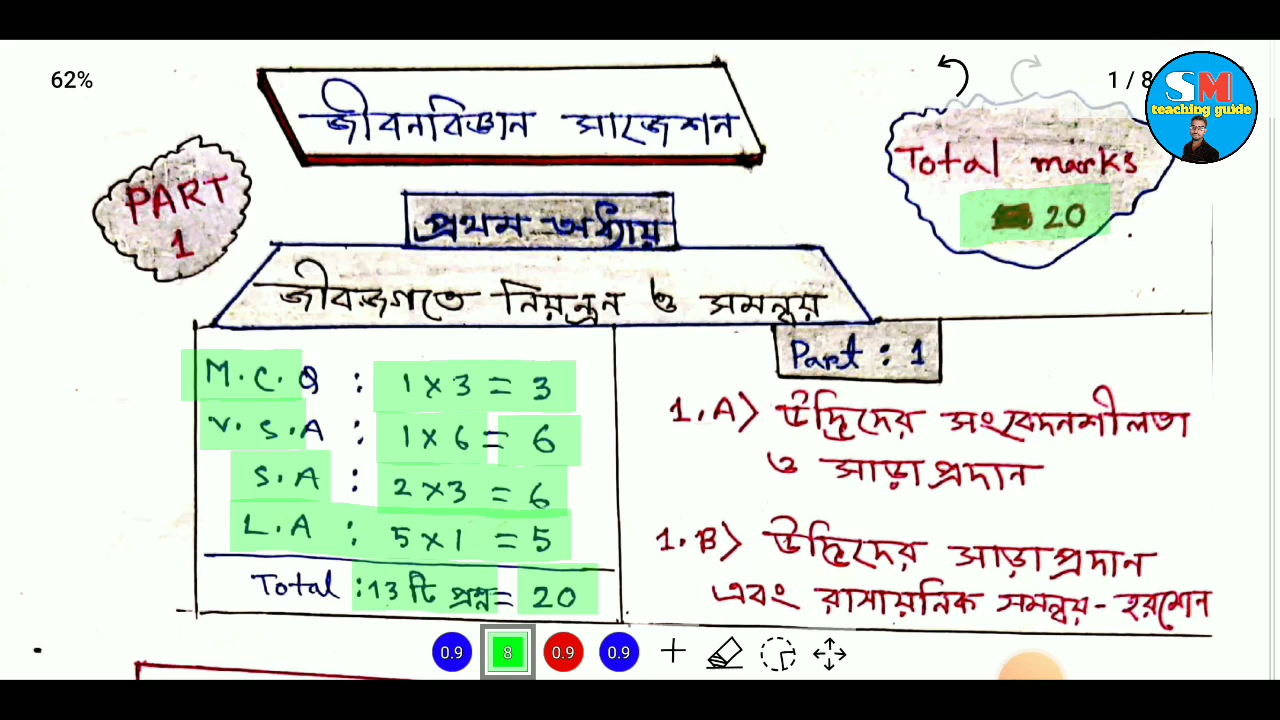 62%
1 / 8
SM
teaching guide
জীবনবিজ্ঞান সাজেশন
PART
1
Total marks
20
প্রথম অধ্যায়
জীবজগতে নিয়ন্ত্রন ও সমন্বয়
Part : 1
M.C.Q : 1 x 3 = 3
V.S.A : 1 x 6 = 6
S.A : 2 x 3 = 6
L.A : 5 x 1 = 5
Total : 13 টি প্রশ্ন = 20
1.A) উদ্ভিদের সংবেদনশীলতা
ও সাড়াপ্রদান
1.B) উদ্ভিদের সাড়াপ্রদান
এবং রাসায়নিক সমন্বয় - হরমোন
0.9 8 0.9 0.9